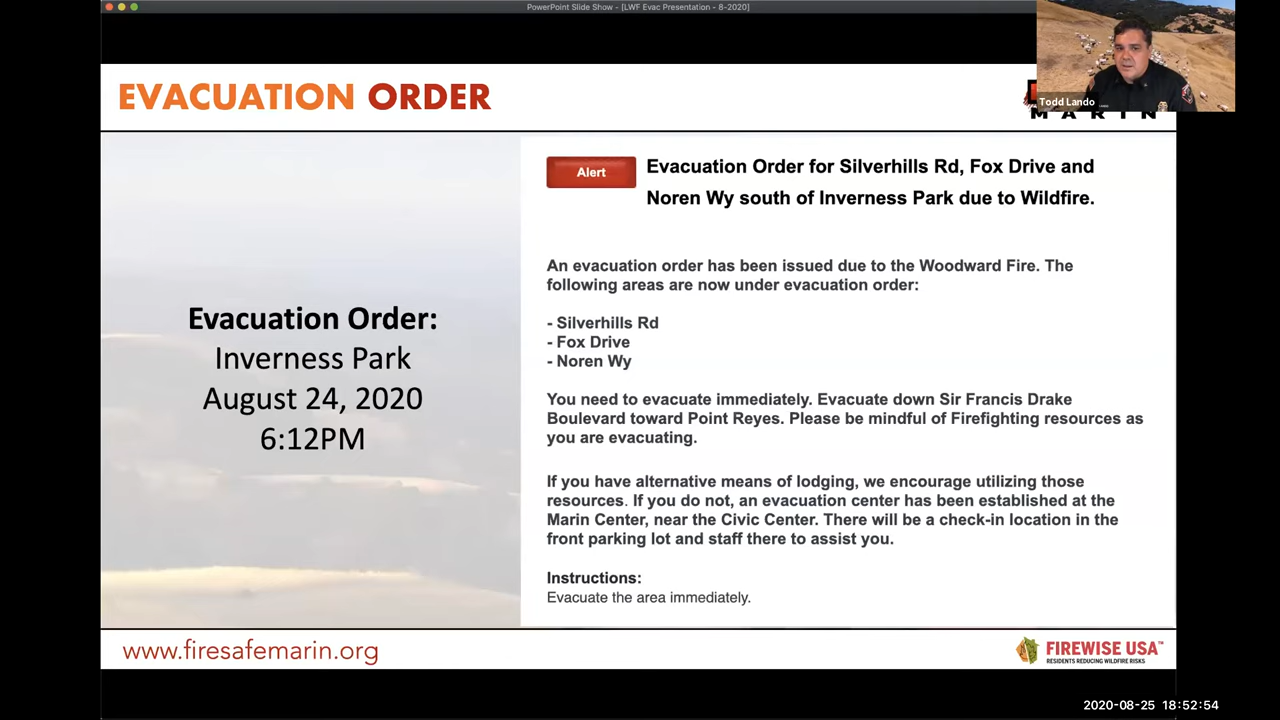 PowerPoint Slide Show - [LWF Evac Presentation - 8-2020]
EVACUATION ORDER
Todd Lando
MARIN
Alert
Evacuation Order for Silverhills Rd, Fox Drive and
Noren Wy south of Inverness Park due to Wildfire.
An evacuation order has been issued due to the Woodward Fire. The
following areas are now under evacuation order:
- Silverhills Rd
- Fox Drive
- Noren Wy
You need to evacuate immediately. Evacuate down Sir Francis Drake
Boulevard toward Point Reyes. Please be mindful of Firefighting resources as
you are evacuating.
If you have alternative means of lodging, we encourage utilizing those
resources. If you do not, an evacuation center has been established at the
Marin Center, near the Civic Center. There will be a check-in location in the
front parking lot and staff there to assist you.
Instructions:
Evacuate the area immediately.
Evacuation Order:
Inverness Park
August 24, 2020
6:12PM
www.firesafemarin.org
FIREWISE USA™
RESIDENTS REDUCING WILDFIRE RISKS
2020-08-25 18:52:54